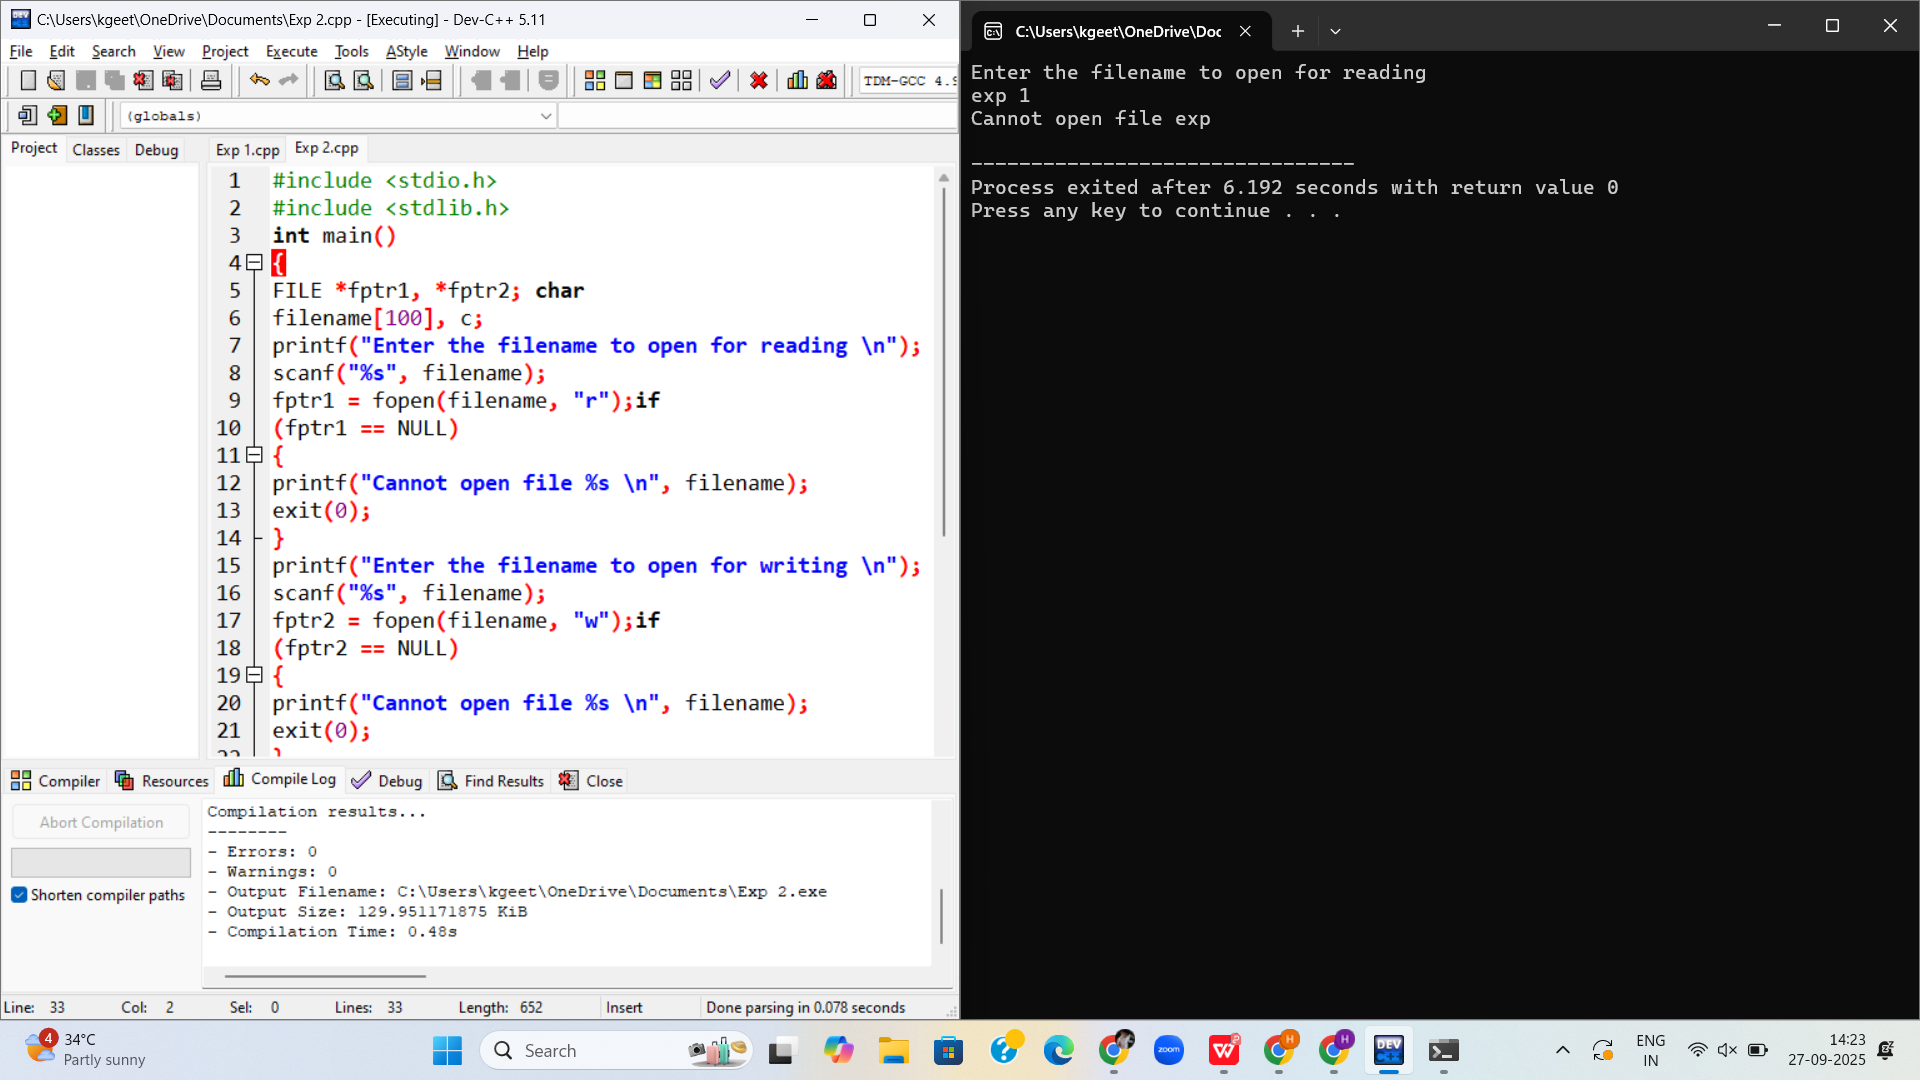 C:\Users\kgeet\OneDrive\Documents\Exp 2.cpp - [Executing] - Dev-C++ 5.11
File Edit Search View Project Execute Tools AStyle Window Help
TDM-GCC 4.9
(globals)
Project Classes Debug Exp 1.cpp Exp 2.cpp
1 #include <stdio.h>
2 #include <stdlib.h>
3 int main()
4 {
5 FILE *fptr1, *fptr2; char
6 filename[100], c;
7 printf("Enter the filename to open for reading \n");
8 scanf("%s", filename);
9 fptr1 = fopen(filename, "r");if
10 (fptr1 == NULL)
11 {
12 printf("Cannot open file %s \n", filename);
13 exit(0);
14 }
15 printf("Enter the filename to open for writing \n");
16 scanf("%s", filename);
17 fptr2 = fopen(filename, "w");if
18 (fptr2 == NULL)
19 {
20 printf("Cannot open file %s \n", filename);
21 exit(0);
22 }
Compiler Resources Compile Log Debug Find Results Close
Abort Compilation
Shorten compiler paths
Compilation results...
--------
- Errors: 0
- Warnings: 0
- Output Filename: C:\Users\kgeet\OneDrive\Documents\Exp 2.exe
- Output Size: 129.951171875 KiB
- Compilation Time: 0.48s
Line: 33 Col: 2 Sel: 0 Lines: 33 Length: 652 Insert Done parsing in 0.078 seconds
C:\Users\kgeet\OneDrive\Doc
Enter the filename to open for reading
exp 1
Cannot open file exp
--------------------------------
Process exited after 6.192 seconds with return value 0
Press any key to continue . . .
4
34°C
Partly sunny
Search
zoom
H
H
DEV
C++
ENG
IN
14:23
27-09-2025